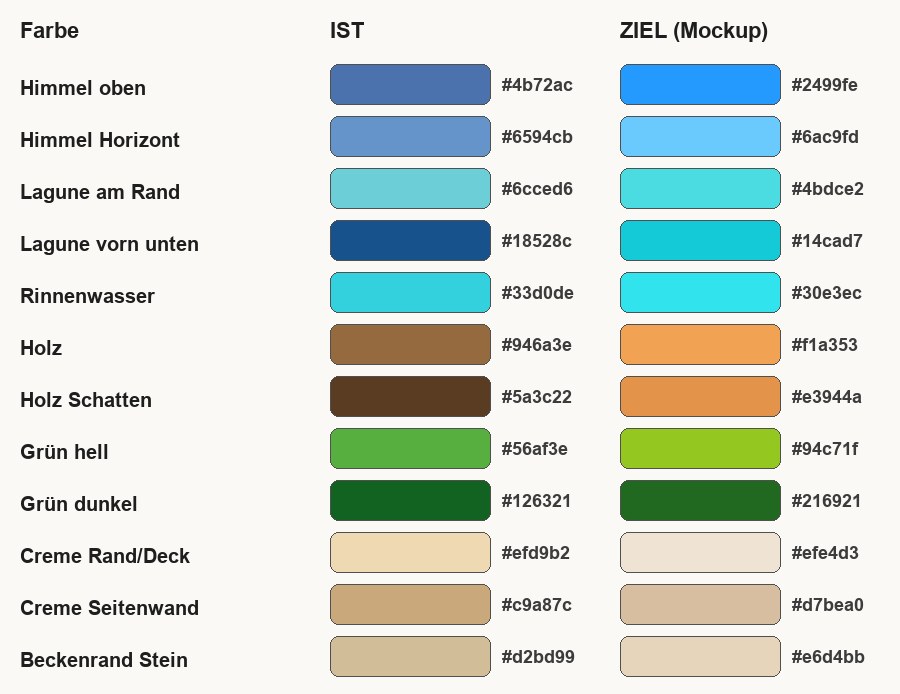 Farbe IST ZIEL (Mockup)
Himmel oben #4b72ac #2499fe
Himmel Horizont #6594cb #6ac9fd
Lagune am Rand #6cced6 #4bdce2
Lagune vorn unten #18528c #14cad7
Rinnenwasser #33d0de #30e3ec
Holz #946a3e #f1a353
Holz Schatten #5a3c22 #e3944a
Grün hell #56af3e #94c71f
Grün dunkel #126321 #216921
Creme Rand/Deck #efd9b2 #efe4d3
Creme Seitenwand #c9a87c #d7bea0
Beckenrand Stein #d2bd99 #e6d4bb